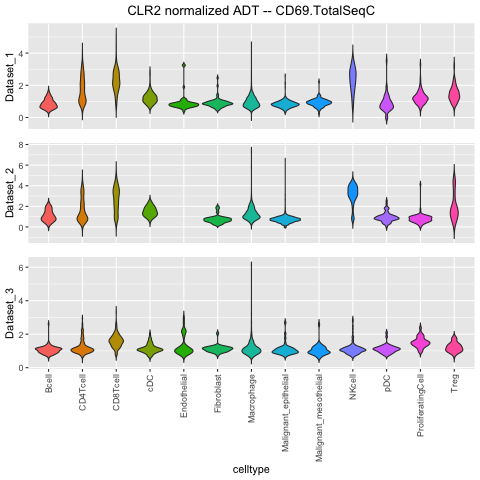 CLR2 normalized ADT -- CD69.TotalSeqC
Dataset_1
4
2
0
Dataset_2
8
6
4
2
0
Dataset_3
6
4
2
0
Bcell
CD4Tcell
CD8Tcell
cDC
Endothelial
Fibroblast
Macrophage
Malignant_epithelial
Malignant_mesothelial
NKcell
pDC
ProliferatingCell
Treg
celltype